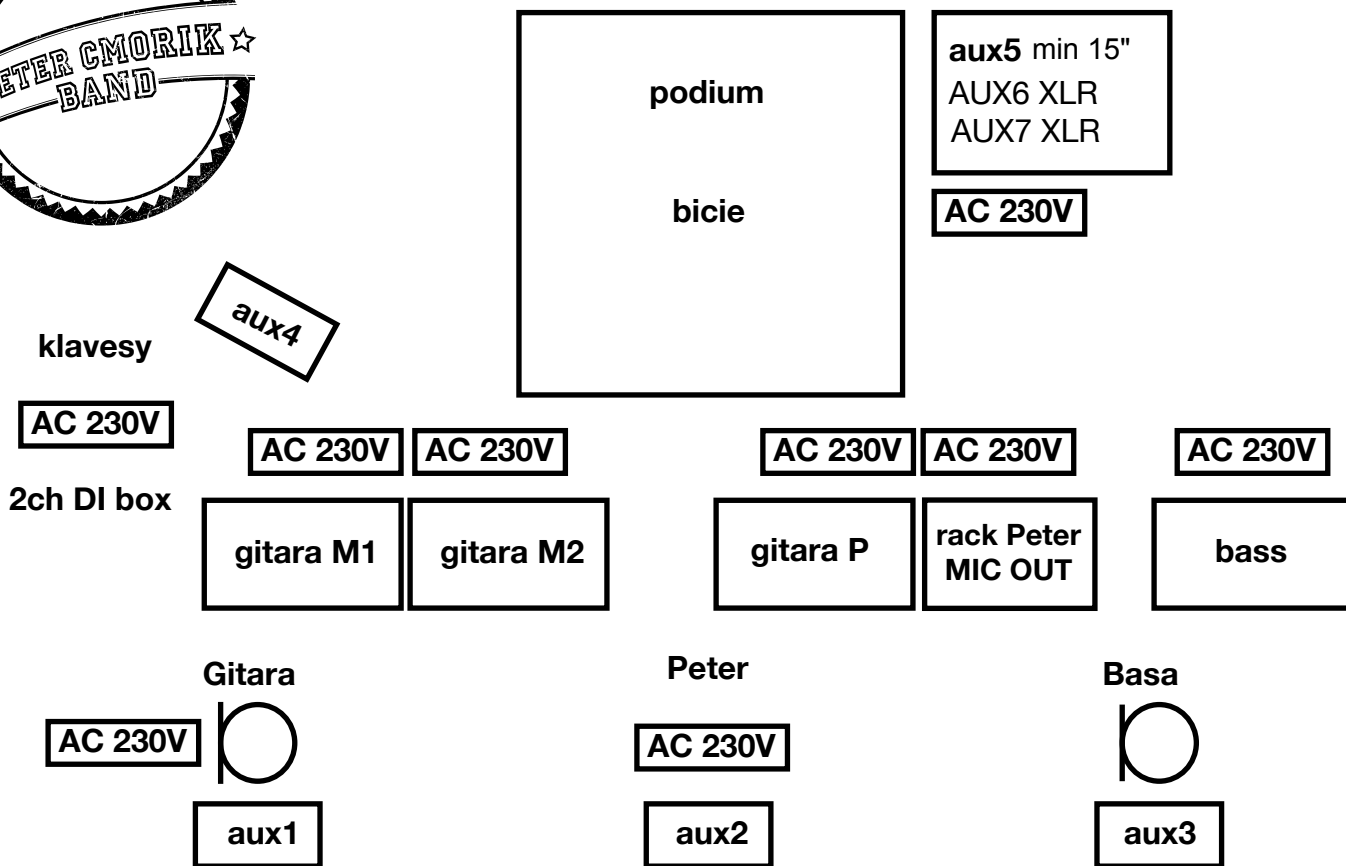 PETER CMORIK
BAND
podium
bicie
aux5 min 15"
AUX6 XLR
AUX7 XLR
AC 230V
aux4
klavesy
AC 230V
2ch DI box
AC 230V
AC 230V
AC 230V
AC 230V
AC 230V
gitara M1
gitara M2
gitara P
rack Peter
MIC OUT
bass
Gitara
Peter
Basa
AC 230V
AC 230V
aux1
aux2
aux3